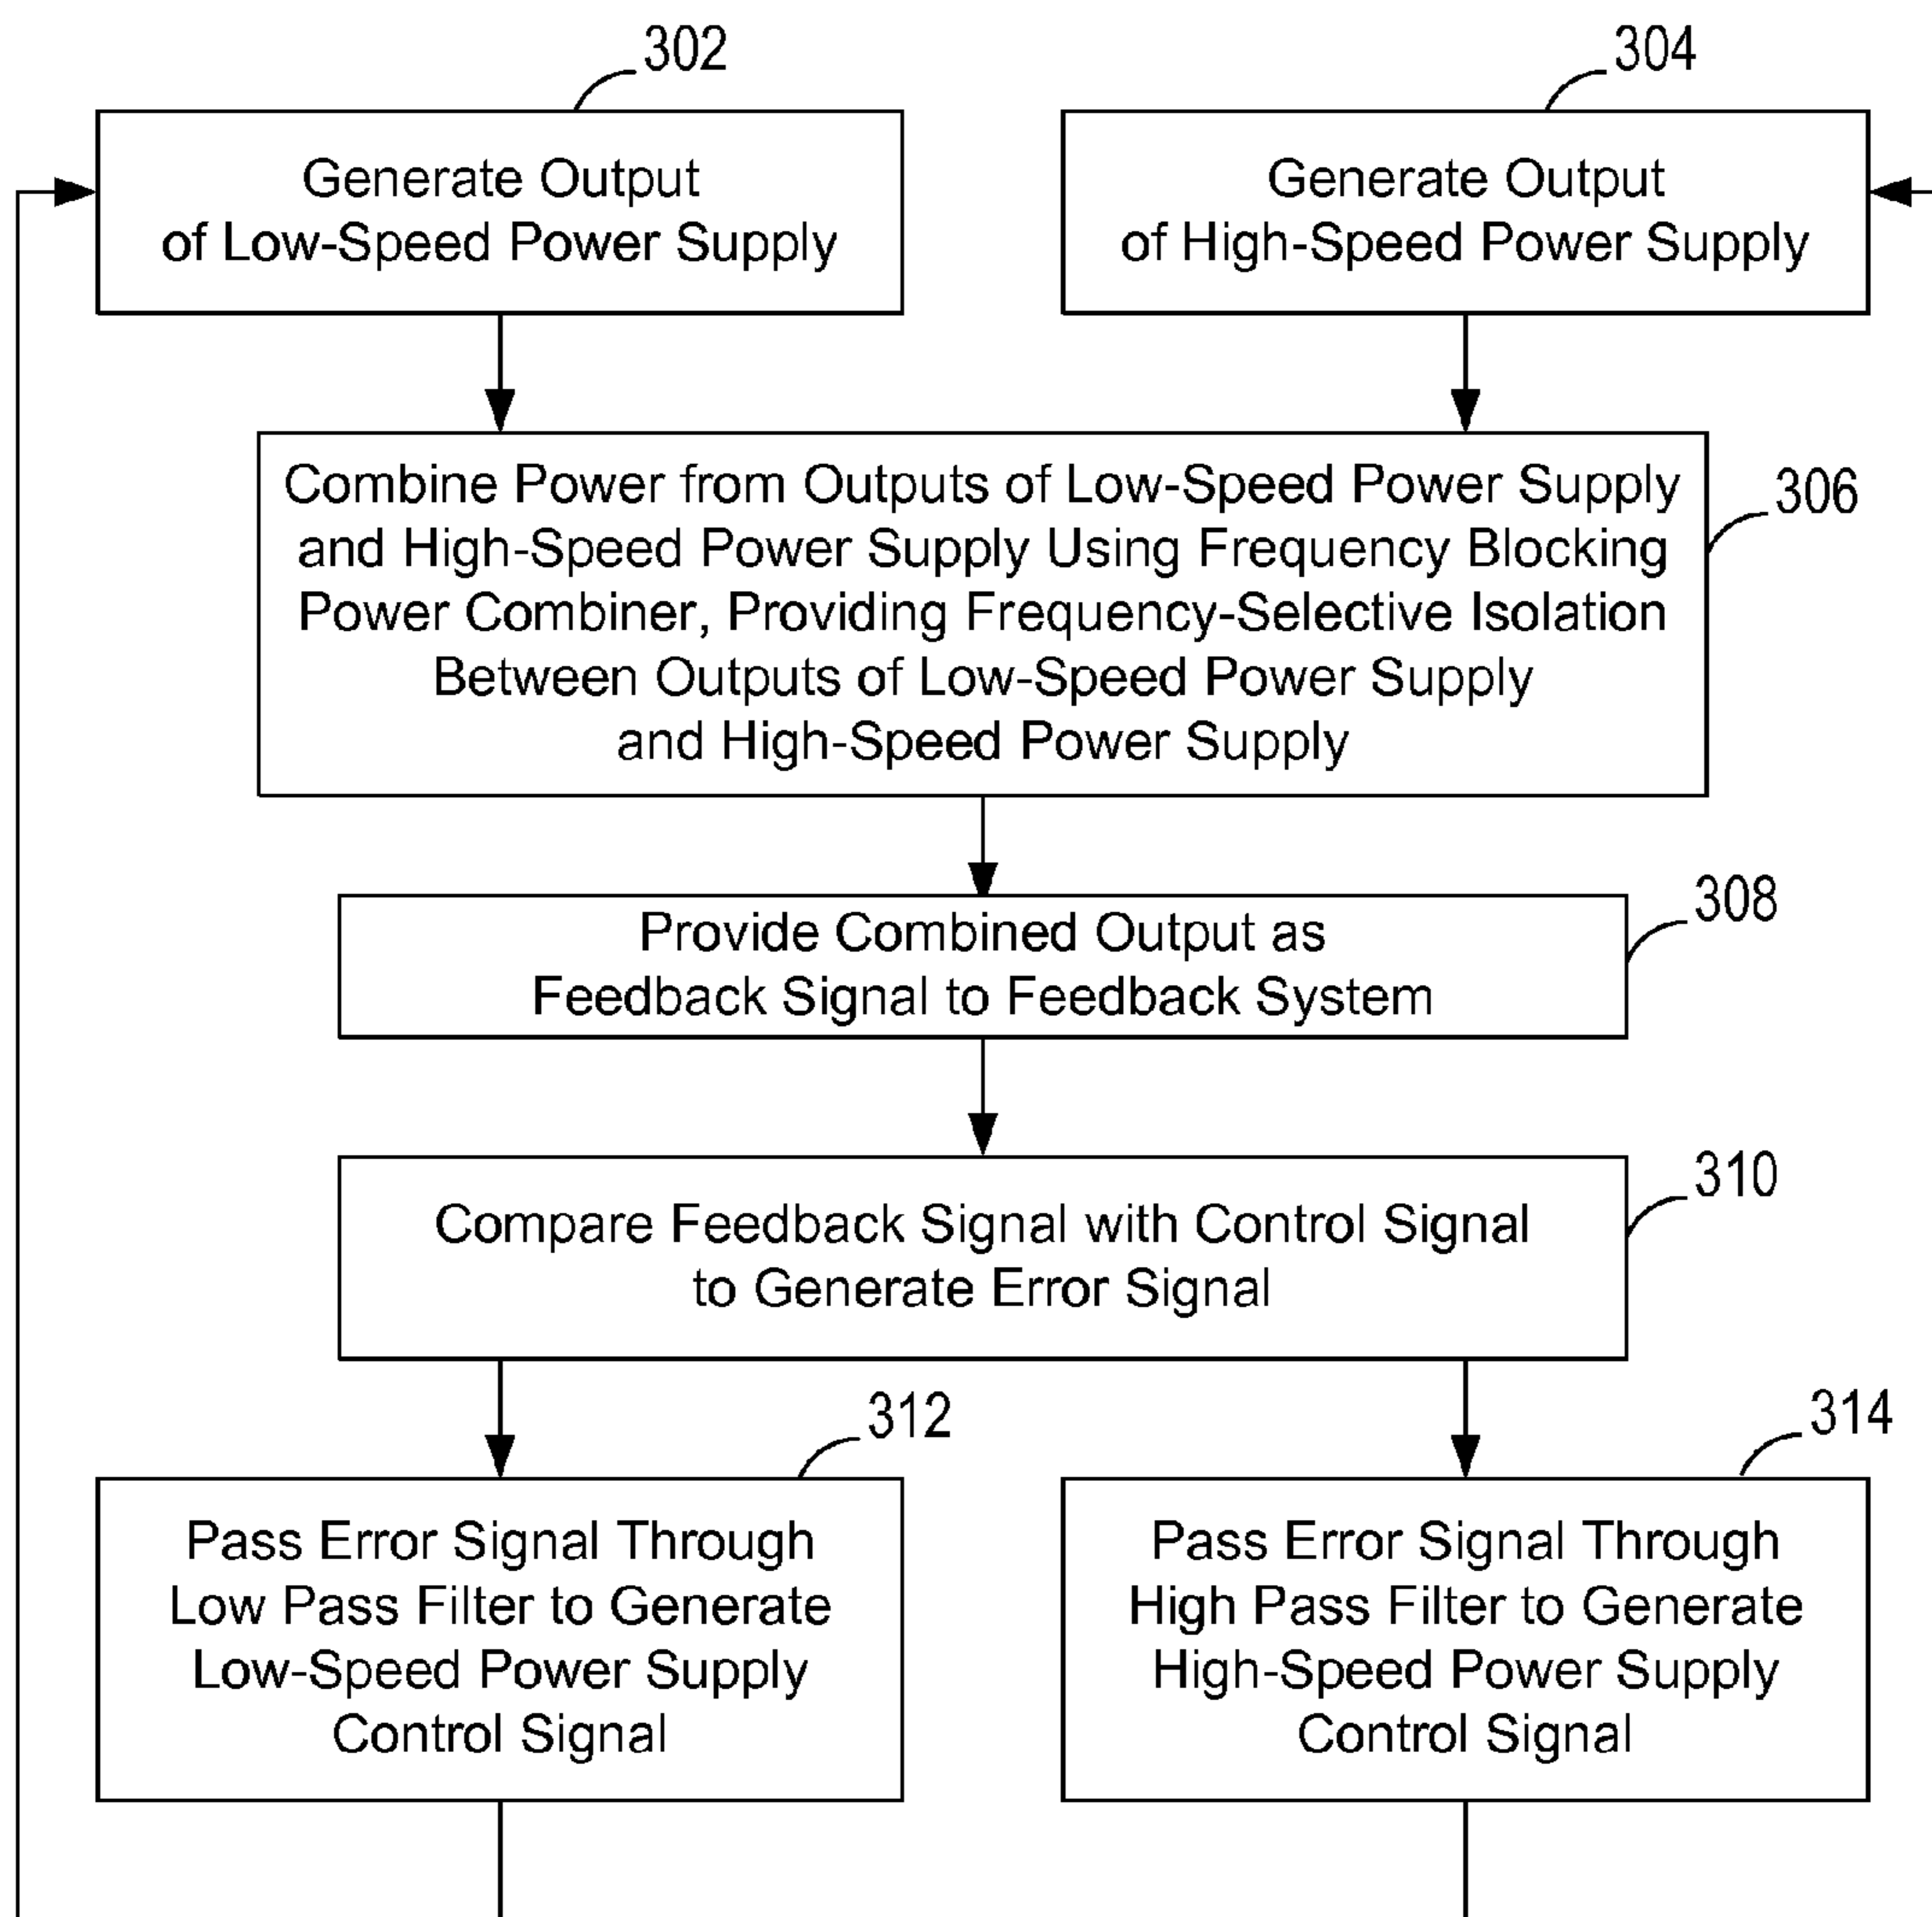 302
Generate Output
of Low-Speed Power Supply
304
Generate Output
of High-Speed Power Supply
Combine Power from Outputs of Low-Speed Power Supply
and High-Speed Power Supply Using Frequency Blocking
Power Combiner, Providing Frequency-Selective Isolation
Between Outputs of Low-Speed Power Supply
and High-Speed Power Supply
306
Provide Combined Output as
Feedback Signal to Feedback System
308
Compare Feedback Signal with Control Signal
to Generate Error Signal
310
312
Pass Error Signal Through
Low Pass Filter to Generate
Low-Speed Power Supply
Control Signal
314
Pass Error Signal Through
High Pass Filter to Generate
High-Speed Power Supply
Control Signal